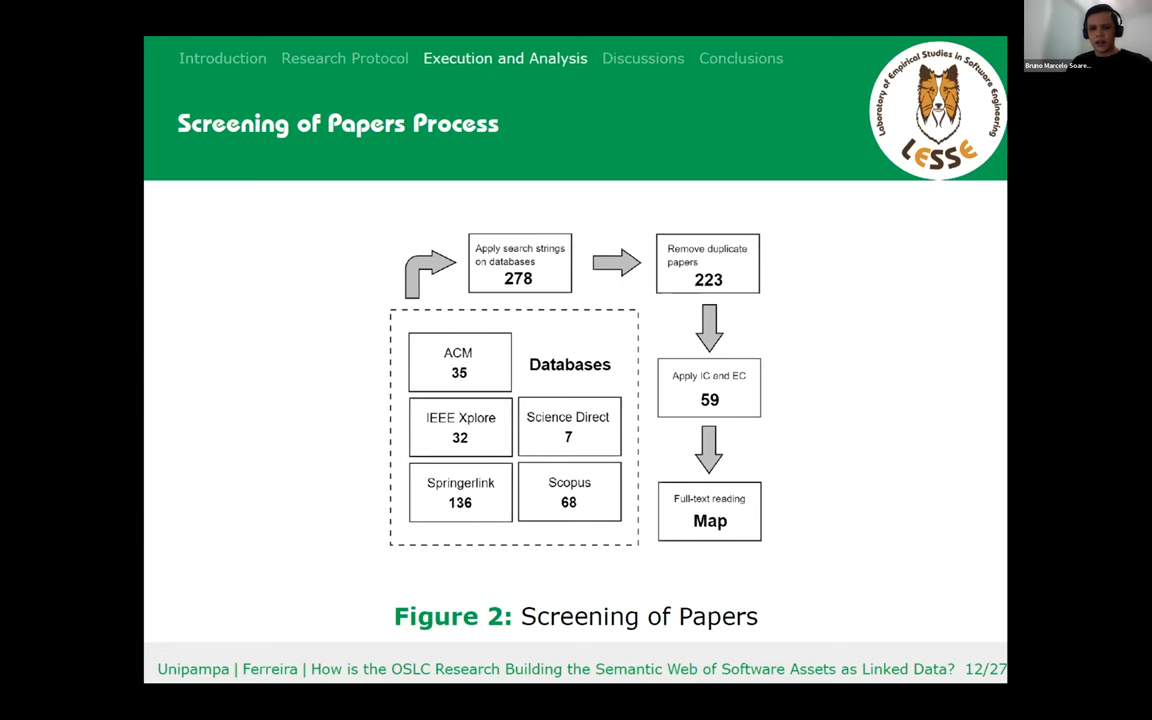 Introduction Research Protocol Execution and Analysis Discussions Conclusions
Bruno Marcelo Soare...
Screening of Papers Process
Laboratory of Empirical Studies in Software Engineering
LESSE
Apply search strings
on databases
278
Remove duplicate
papers
223
ACM
35
Databases
Apply IC and EC
59
IEEE Xplore
32
Science Direct
7
Springerlink
136
Scopus
68
Full-text reading
Map
Figure 2: Screening of Papers
Unipampa | Ferreira | How is the OSLC Research Building the Semantic Web of Software Assets as Linked Data? 12/27